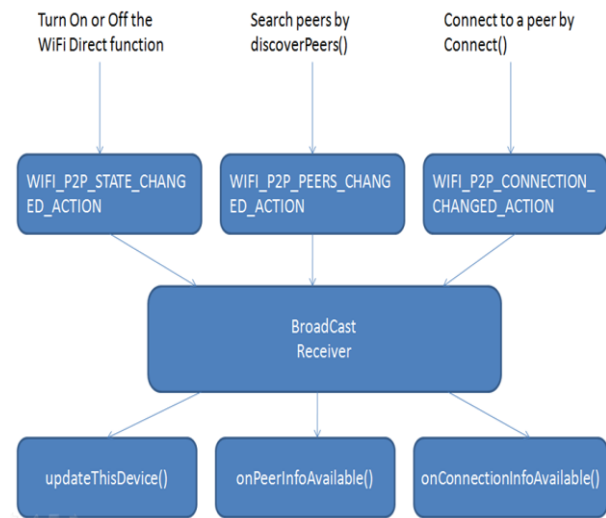 Turn On or Off the
WiFi Direct function
Search peers by
discoverPeers()
Connect to a peer by
Connect()
WIFI_P2P_STATE_CHANG
ED_ACTION
WIFI_P2P_PEERS_CHANG
ED_ACTION
WIFI_P2P_CONNECTION_
CHANGED_ACTION
BroadCast
Receiver
updateThisDevice()
onPeerInfoAvailable()
onConnectionInfoAvailable()